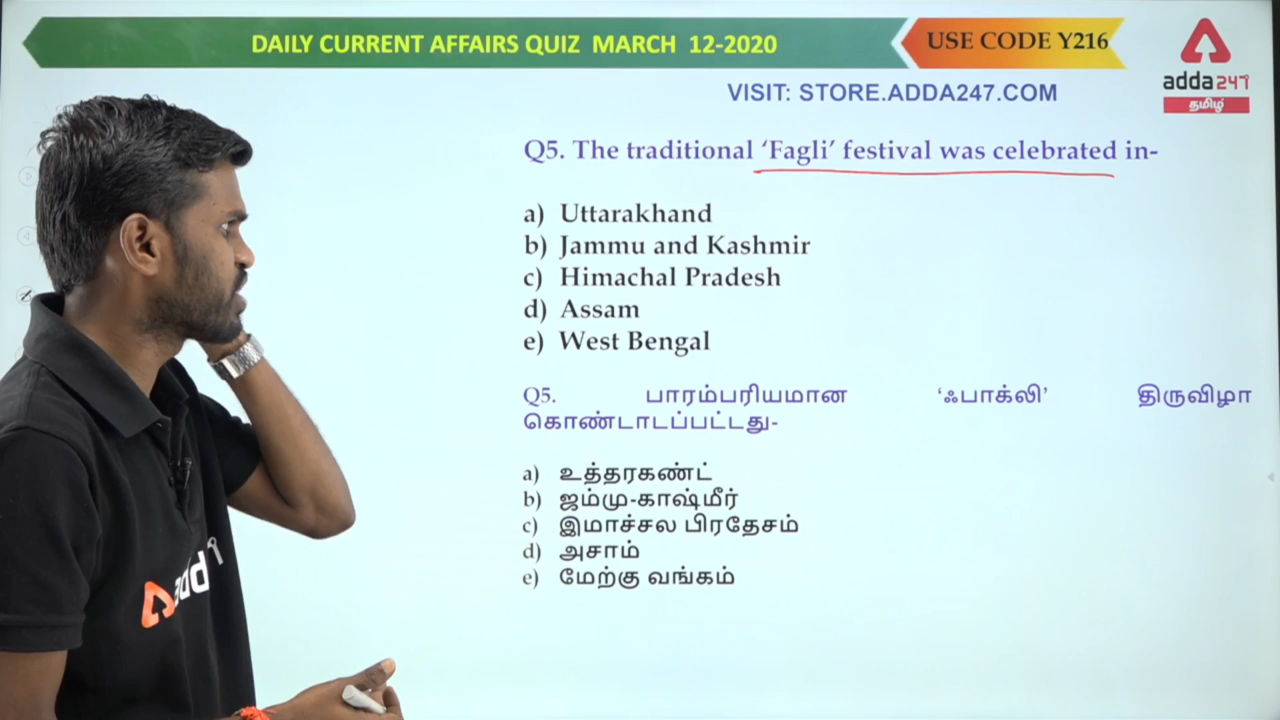 DAILY CURRENT AFFAIRS QUIZ MARCH 12-2020
USE CODE Y216
adda247
தமிழ்
VISIT: STORE.ADDA247.COM
Q5. The traditional ‘Fagli’ festival was celebrated in-
a) Uttarakhand
b) Jammu and Kashmir
c) Himachal Pradesh
d) Assam
e) West Bengal
Q5. பாரம்பரியமான ‘ஃபாக்லி’ திருவிழா
கொண்டாடப்பட்டது-
a) உத்தரகண்ட்
b) ஜம்மு-காஷ்மீர்
c) இமாச்சல பிரதேசம்
d) அசாம்
e) மேற்கு வங்கம்